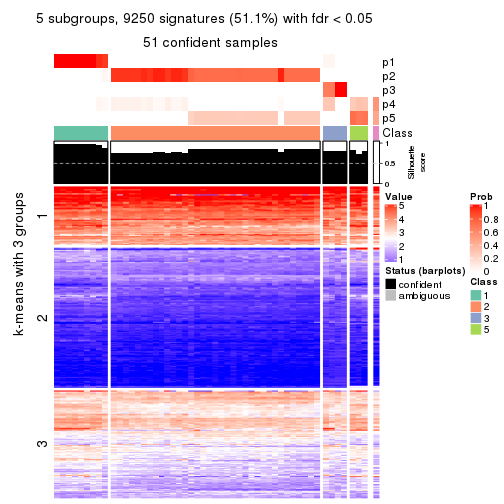 5 subgroups, 9250 signatures (51.1%) with fdr < 0.05
51 confident samples
p1
p2
p3
p4
p5
Class
1
0.5
0
Silhouette
score
k-means with 3 groups
1
2
3
Value
5
4
3
2
1
Status (barplots)
confident
ambiguous
Prob
1
0.8
0.6
0.4
0.2
0
Class
1
2
3
5